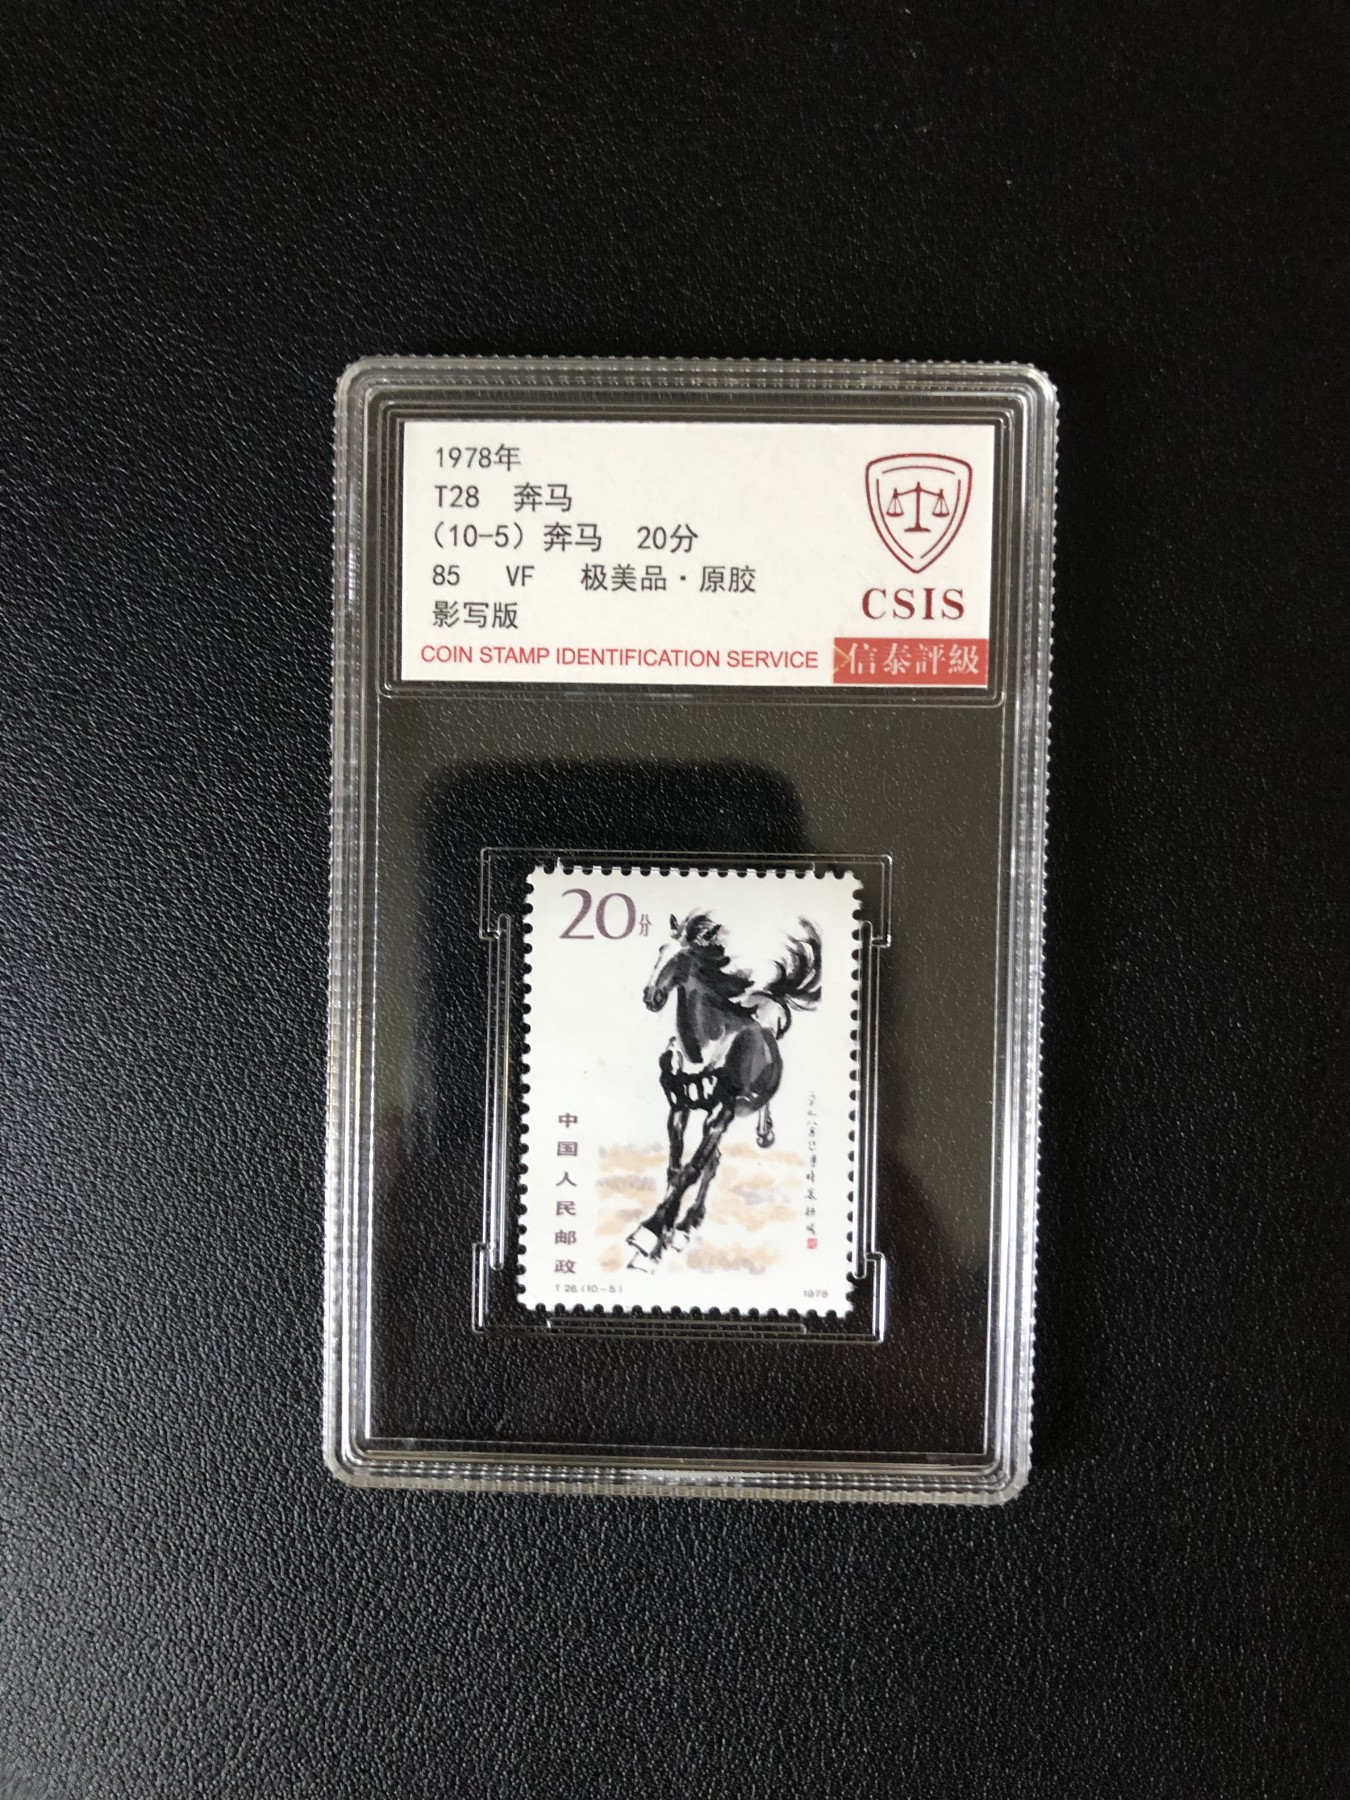 1978年
T28 奔马
(10-5) 奔马 20分
85 VF 极美品·原胶
影写版
COIN STAMP IDENTIFICATION SERVICE
CSIS
信泰評級
20分
中国人民邮政
T.28.(10-5)
1978